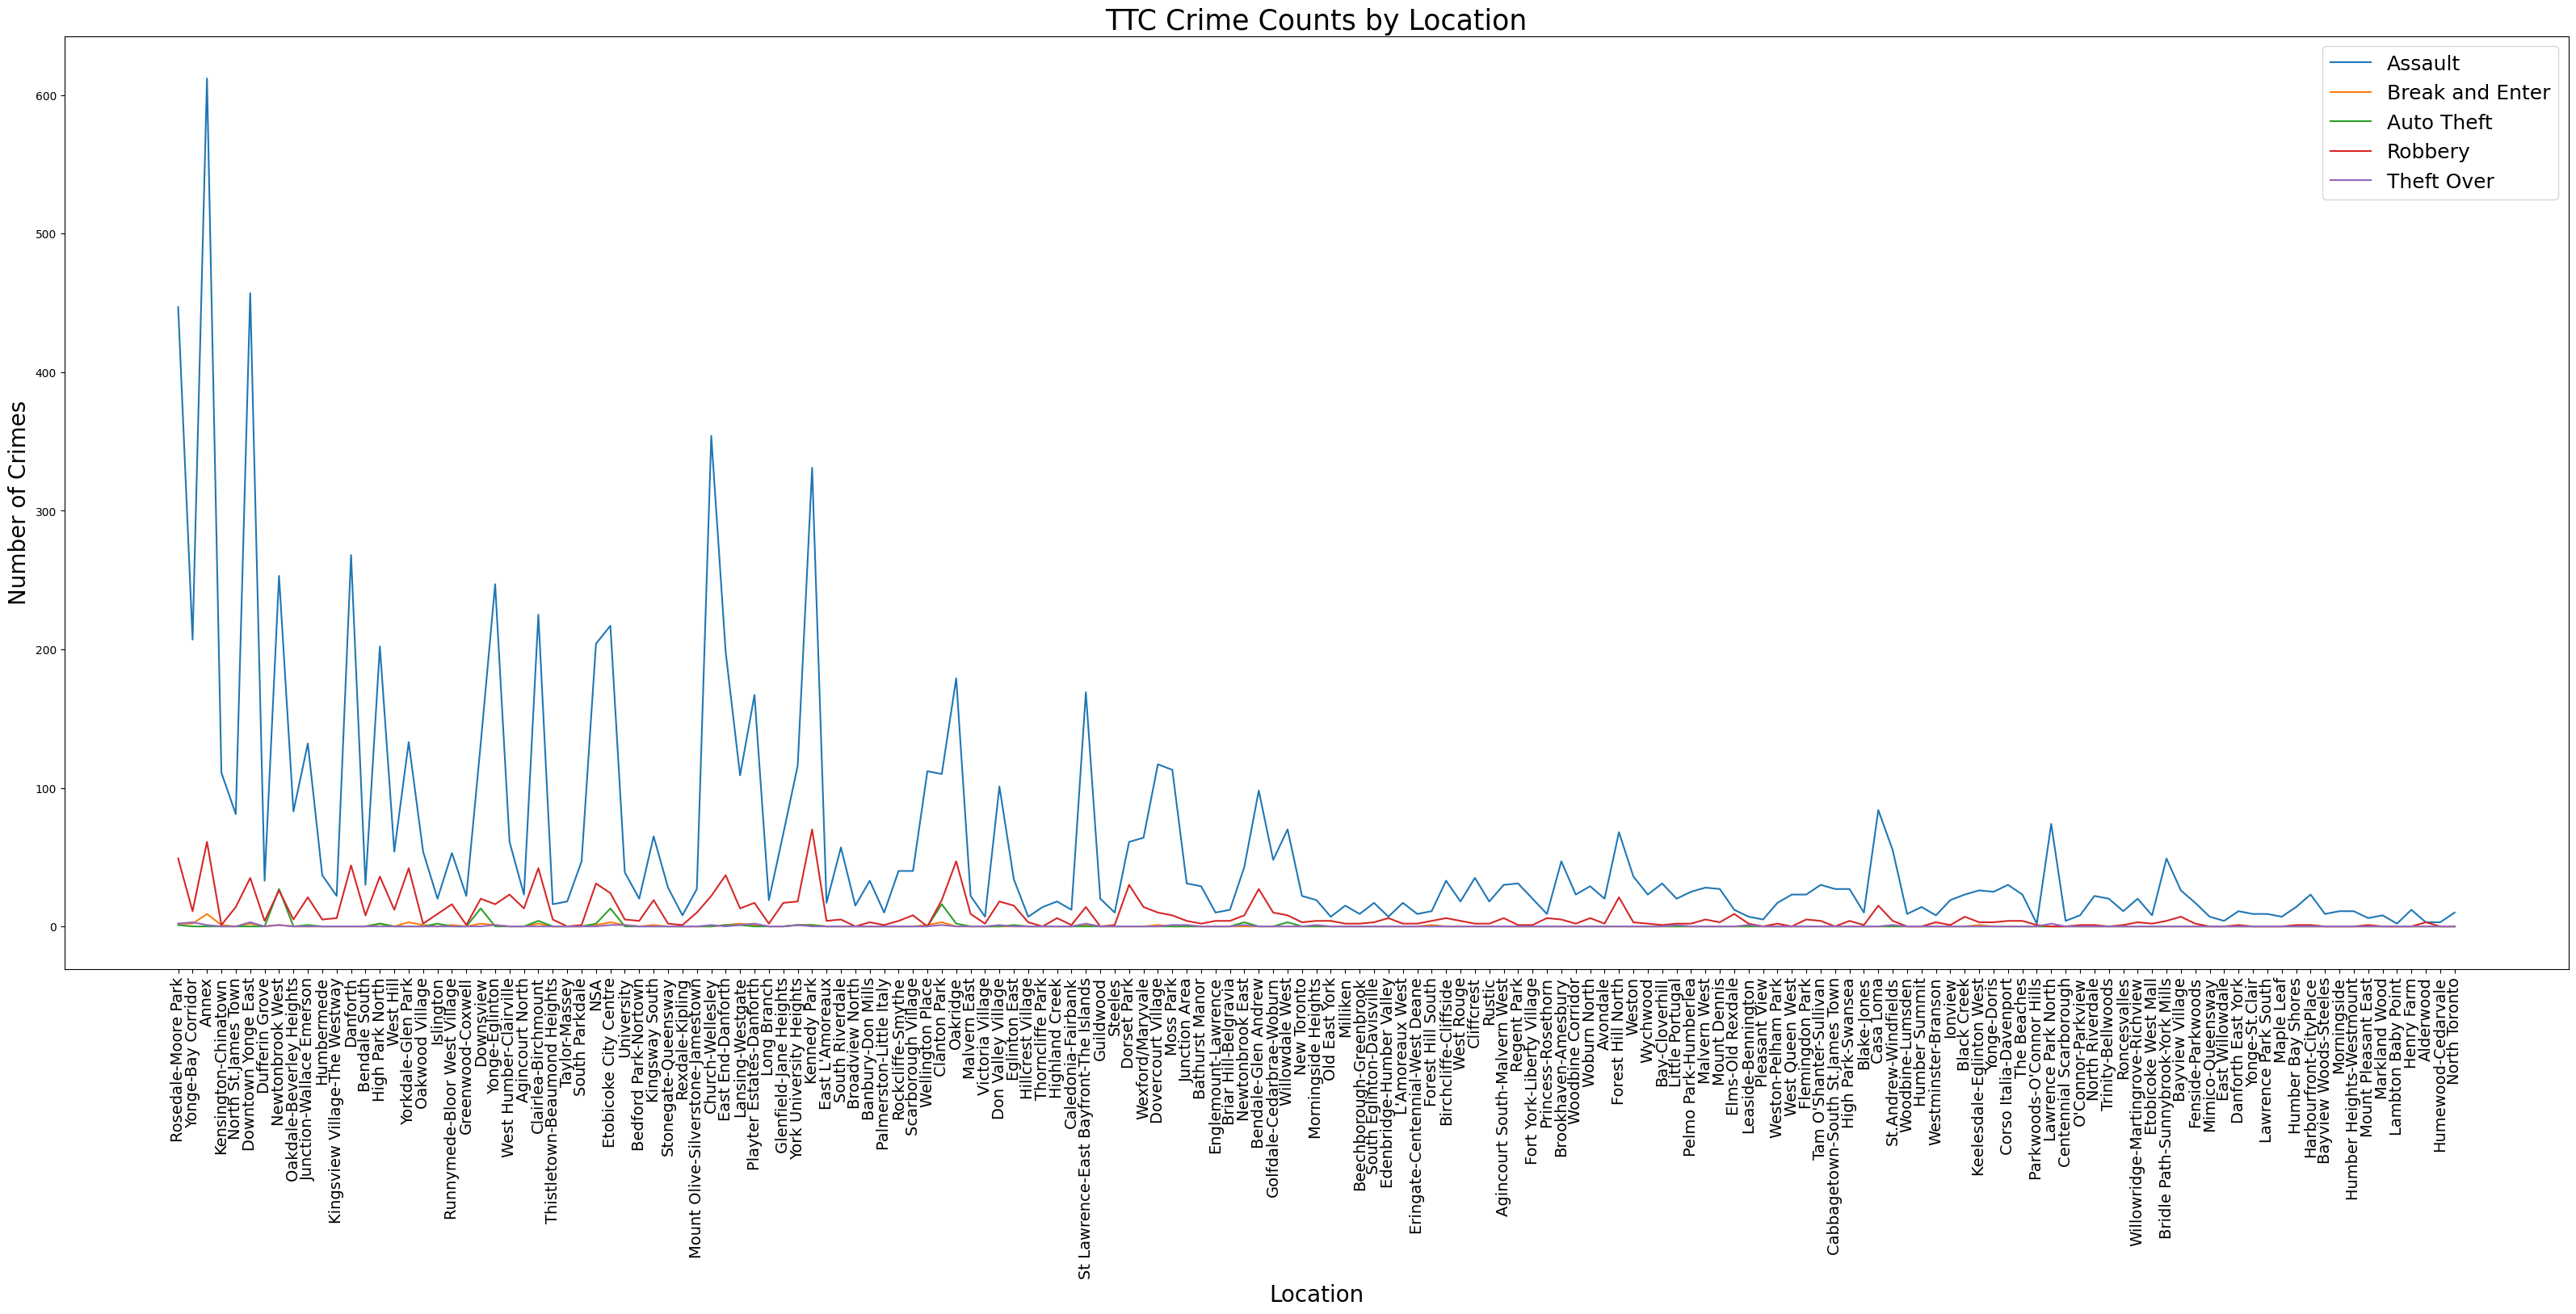 TTC Crime Counts by Location
Assault
Break and Enter
Auto Theft
Robbery
Theft Over
Number of Crimes
600
500
400
300
200
100
0
Rosedale-Moore Park
Yonge-Bay Corridor
Annex
Kensington-Chinatown
North St.James Town
Downtown Yonge East
Dufferin Grove
Newtonbrook West
Oakdale-Beverley Heights
Junction-Wallace Emerson
Humbermede
Kingsview Village-The Westway
Danforth
Bendale South
High Park North
West Hill
Yorkdale-Glen Park
Oakwood Village
Islington
Runnymede-Bloor West Village
Greenwood-Coxwell
Downsview
Yonge-Eglinton
West Humber-Clairville
Agincourt North
Clairlea-Birchmount
Thistletown-Beaumond Heights
Taylor-Massey
South Parkdale
NSA
Etobicoke City Centre
University
Bedford Park-Nortown
Kingsway South
Stonegate-Queensway
Rexdale-Kipling
Mount Olive-Silverstone-Jamestown
Church-Wellesley
East End-Danforth
Lansing-Westgate
Playter Estates-Danforth
Long Branch
Glenfield-Jane Heights
York University Heights
Kennedy Park
East L'Amoreaux
South Riverdale
Broadview North
Banbury-Don Mills
Palmerston-Little Italy
Rockcliffe-Smythe
Scarborough Village
Wellington Place
Clanton Park
Oakridge
Malvern East
Victoria Village
Don Valley Village
Eglinton East
Hillcrest Village
Thorncliffe Park
Highland Creek
Caledonia-Fairbank
St Lawrence-East Bayfront-The Islands
Guildwood
Steeles
Dorset Park
Wexford/Maryvale
Dovercourt Village
Moss Park
Junction Area
Bathurst Manor
Englemount-Lawrence
Briar Hill-Belgravia
Newtonbrook East
Bendale-Glen Andrew
Golfdale-Cedarbrae-Woburn
Willowdale West
New Toronto
Morningside Heights
Old East York
Milliken
Beechborough-Greenbrook
South Eglinton-Davisville
Edenbridge-Humber Valley
L'Amoreaux West
Eringate-Centennial-West Deane
Forest Hill South
Birchcliffe-Cliffside
West Rouge
Cliffcrest
Rustic
Agincourt South-Malvern West
Regent Park
Fort York-Liberty Village
Princess-Rosethorn
Brookhaven-Amesbury
Woodbine Corridor
Woburn North
Avondale
Forest Hill North
Weston
Wychwood
Bay-Cloverhill
Little Portugal
Pelmo Park-Humberlea
Malvern West
Mount Dennis
Elms-Old Rexdale
Leaside-Bennington
Pleasant View
Weston-Pelham Park
West Queen West
Flemingdon Park
Tam O'Shanter-Sullivan
Cabbagetown-South St.James Town
High Park-Swansea
Blake-Jones
Casa Loma
St.Andrew-Windfields
Woodbine-Lumsden
Humber Summit
Westminster-Branson
Ionview
Black Creek
Keelesdale-Eglinton West
Yonge-Doris
Corso Italia-Davenport
The Beaches
Parkwoods-O'Connor Hills
Lawrence Park North
Centennial Scarborough
O'Connor-Parkview
North Riverdale
Trinity-Bellwoods
Roncesvalles
Willowridge-Martingrove-Richview
Etobicoke West Mall
Bridle Path-Sunnybrook-York Mills
Bayview Village
Fenside-Parkwoods
Mimico-Queensway
East Willowdale
Danforth East York
Yonge-St.Clair
Lawrence Park South
Maple Leaf
Humber Bay Shores
Harbourfront-CityPlace
Bayview Woods-Steeles
Morningside
Humber Heights-Westmount
Mount Pleasant East
Markland Wood
Lambton Baby Point
Henry Farm
Alderwood
Humewood-Cedarvale
North Toronto
Location